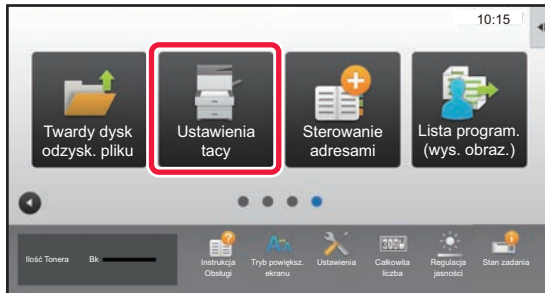 10:15
Twardy dysk
odzysk. pliku
Ustawienia
tacy
Sterowanie
adresami
Lista program.
(wys. obraz.)
Ilość Tonera
Bk
Instrukcja
Obsługi
Tryb powiększ.
ekranu
Ustawienia
Całkowita
liczba
Regulacja
jasności
Stan zadania